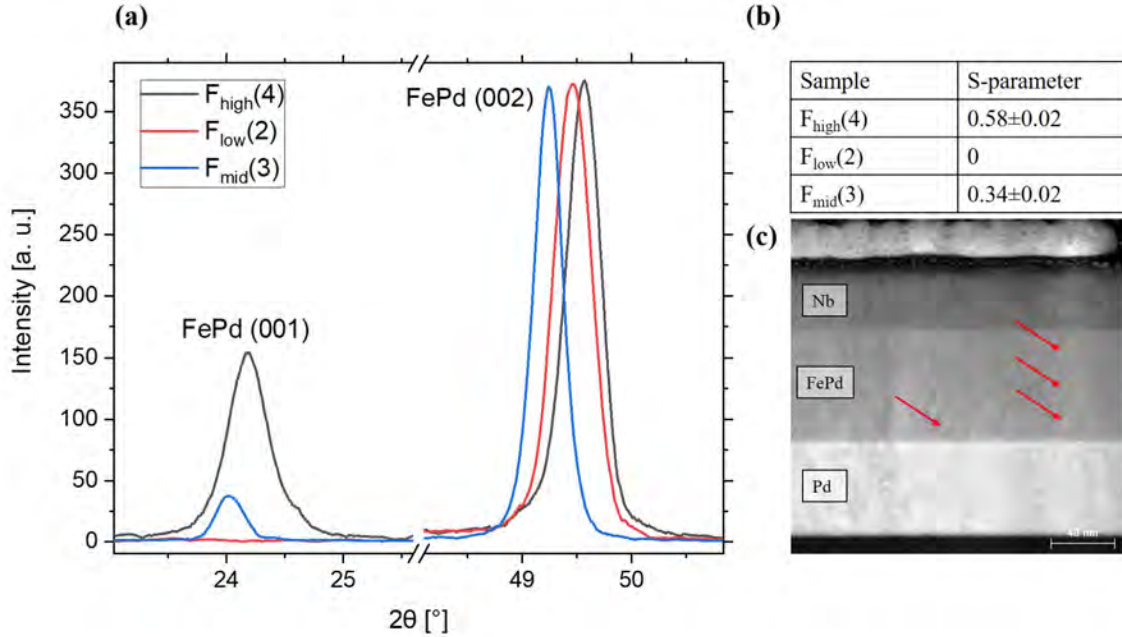 (a)
F_high(4)
F_low(2)
F_mid(3)
FePd (001)
FePd (002)
Intensity [a. u.]
350
300
250
200
150
100
50
0
24
25
49
50
2θ [°]
(b)
Sample S-parameter
F_high(4) 0.58±0.02
F_low(2) 0
F_mid(3) 0.34±0.02
(c)
Nb
FePd
Pd